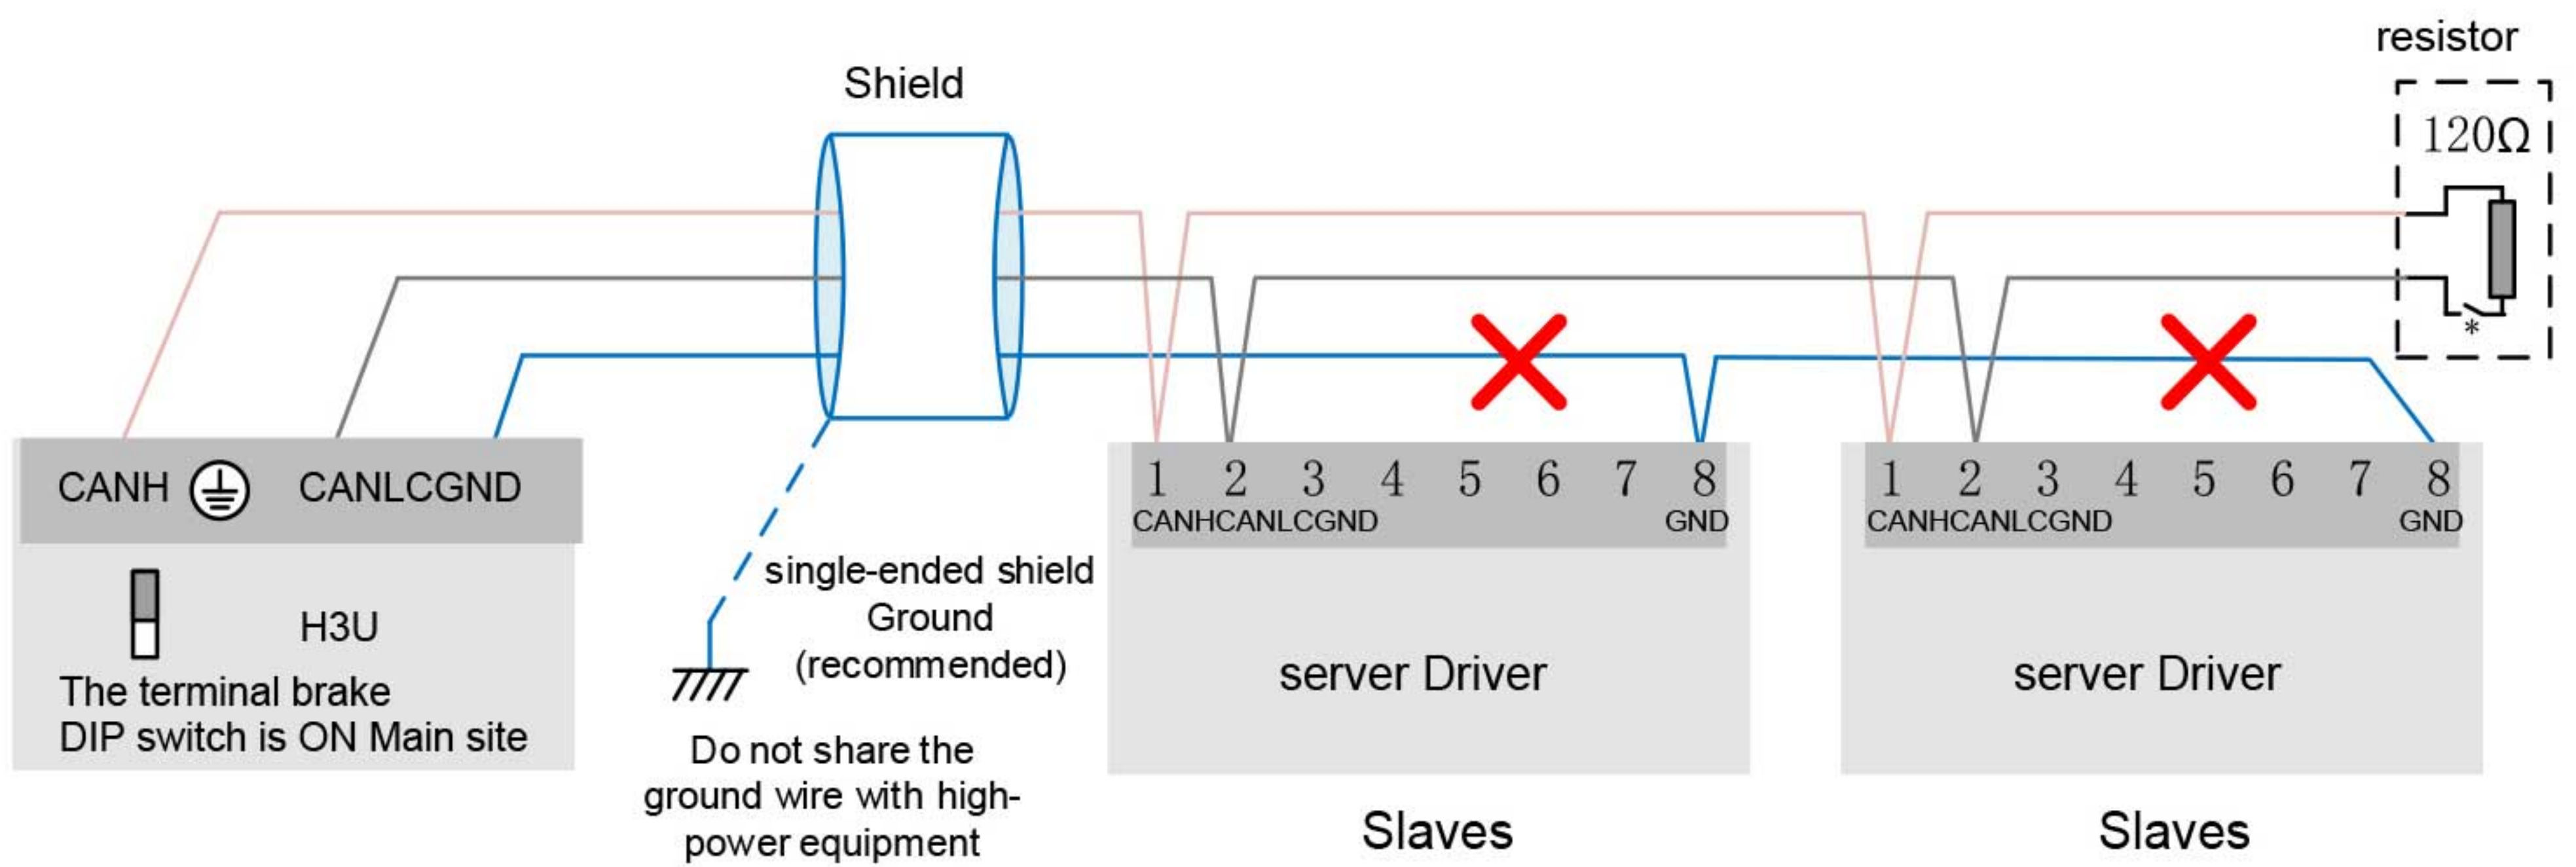 resistor
Shield
120Ω
*
CANH CANLCGND
1 2 3 4 5 6 7 8
CANHCANLCGND GND
1 2 3 4 5 6 7 8
CANHCANLCGND GND
H3U
The terminal brake
DIP switch is ON Main site
single-ended shield
Ground
(recommended)
Do not share the
ground wire with high-
power equipment
server Driver
server Driver
Slaves
Slaves